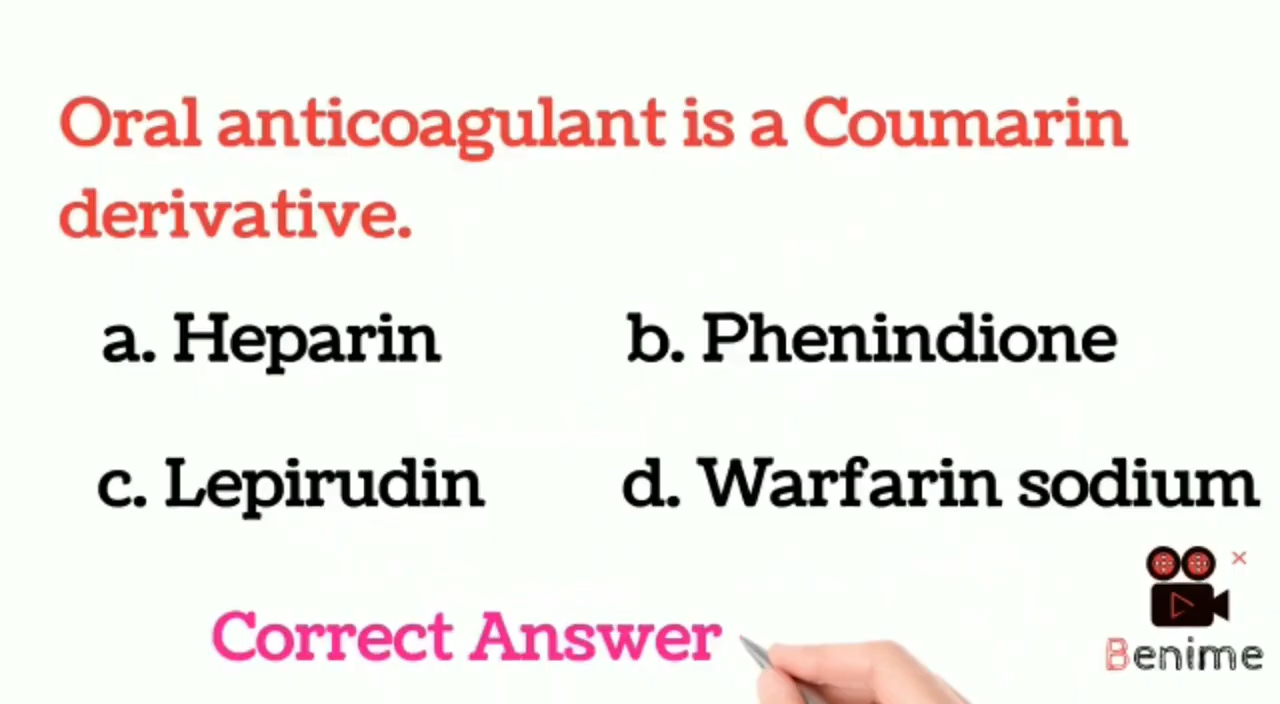 Oral anticoagulant is a Coumarin
derivative.
a. Heparin
b. Phenindione
c. Lepirudin
d. Warfarin sodium
Correct Answer
Benime